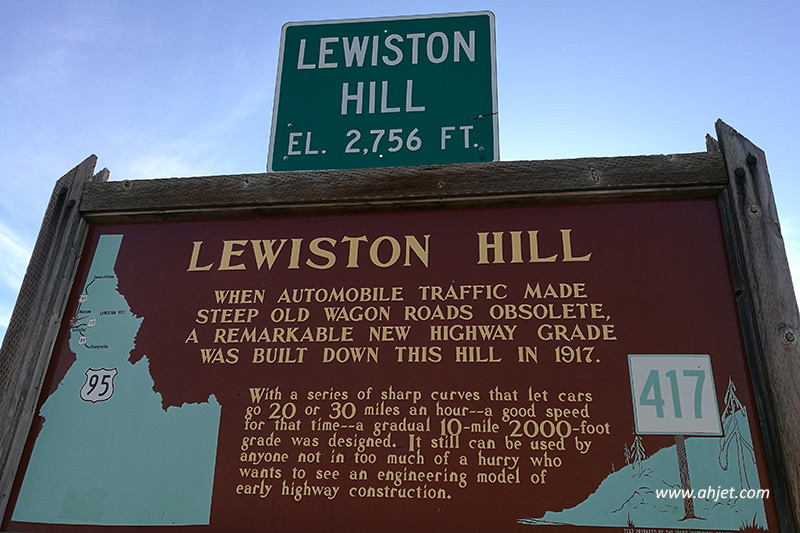 LEWISTON
HILL
EL. 2,756 FT.
LEWISTON HILL
WHEN AUTOMOBILE TRAFFIC MADE
STEEP OLD WAGON ROADS OBSOLETE,
A REMARKABLE NEW HIGHWAY GRADE
WAS BUILT DOWN THIS HILL IN 1917.
With a series of sharp curves that let cars
go 20 or 30 miles an hour--a good speed
for that time--a gradual 10-mile 2000-foot
grade was designed. It still can be used by
anyone not in too much of a hurry who
wants to see an engineering model of
early highway construction.
LEWISTON HILL
Grangeville
95
417
www.ahjet.com